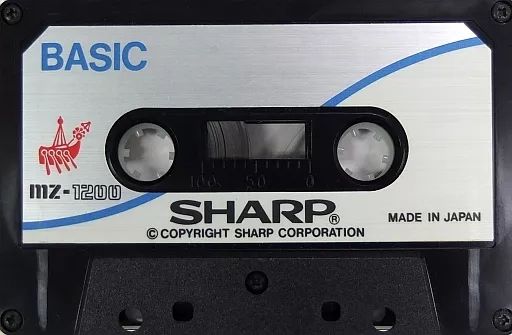 BASIC
100 50 0
mz-1200
SHARP®
© COPYRIGHT SHARP CORPORATION
MADE IN JAPAN